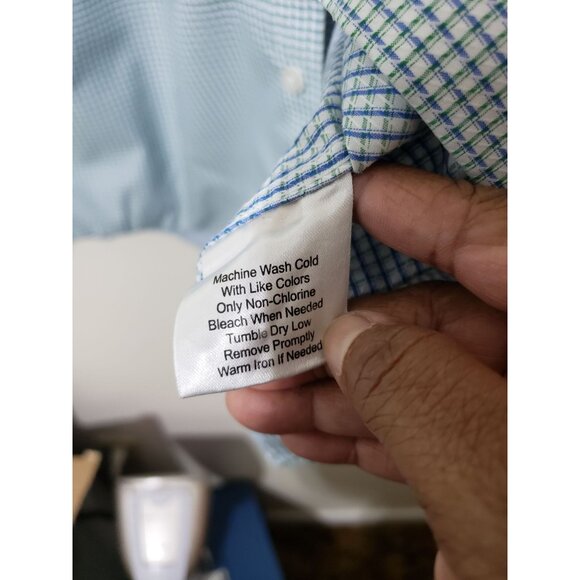 Machine Wash Cold
With Like Colors
Only Non-Chlorine
Bleach When Needed
Tumble Dry Low
Remove Promptly
Warm Iron If Needed